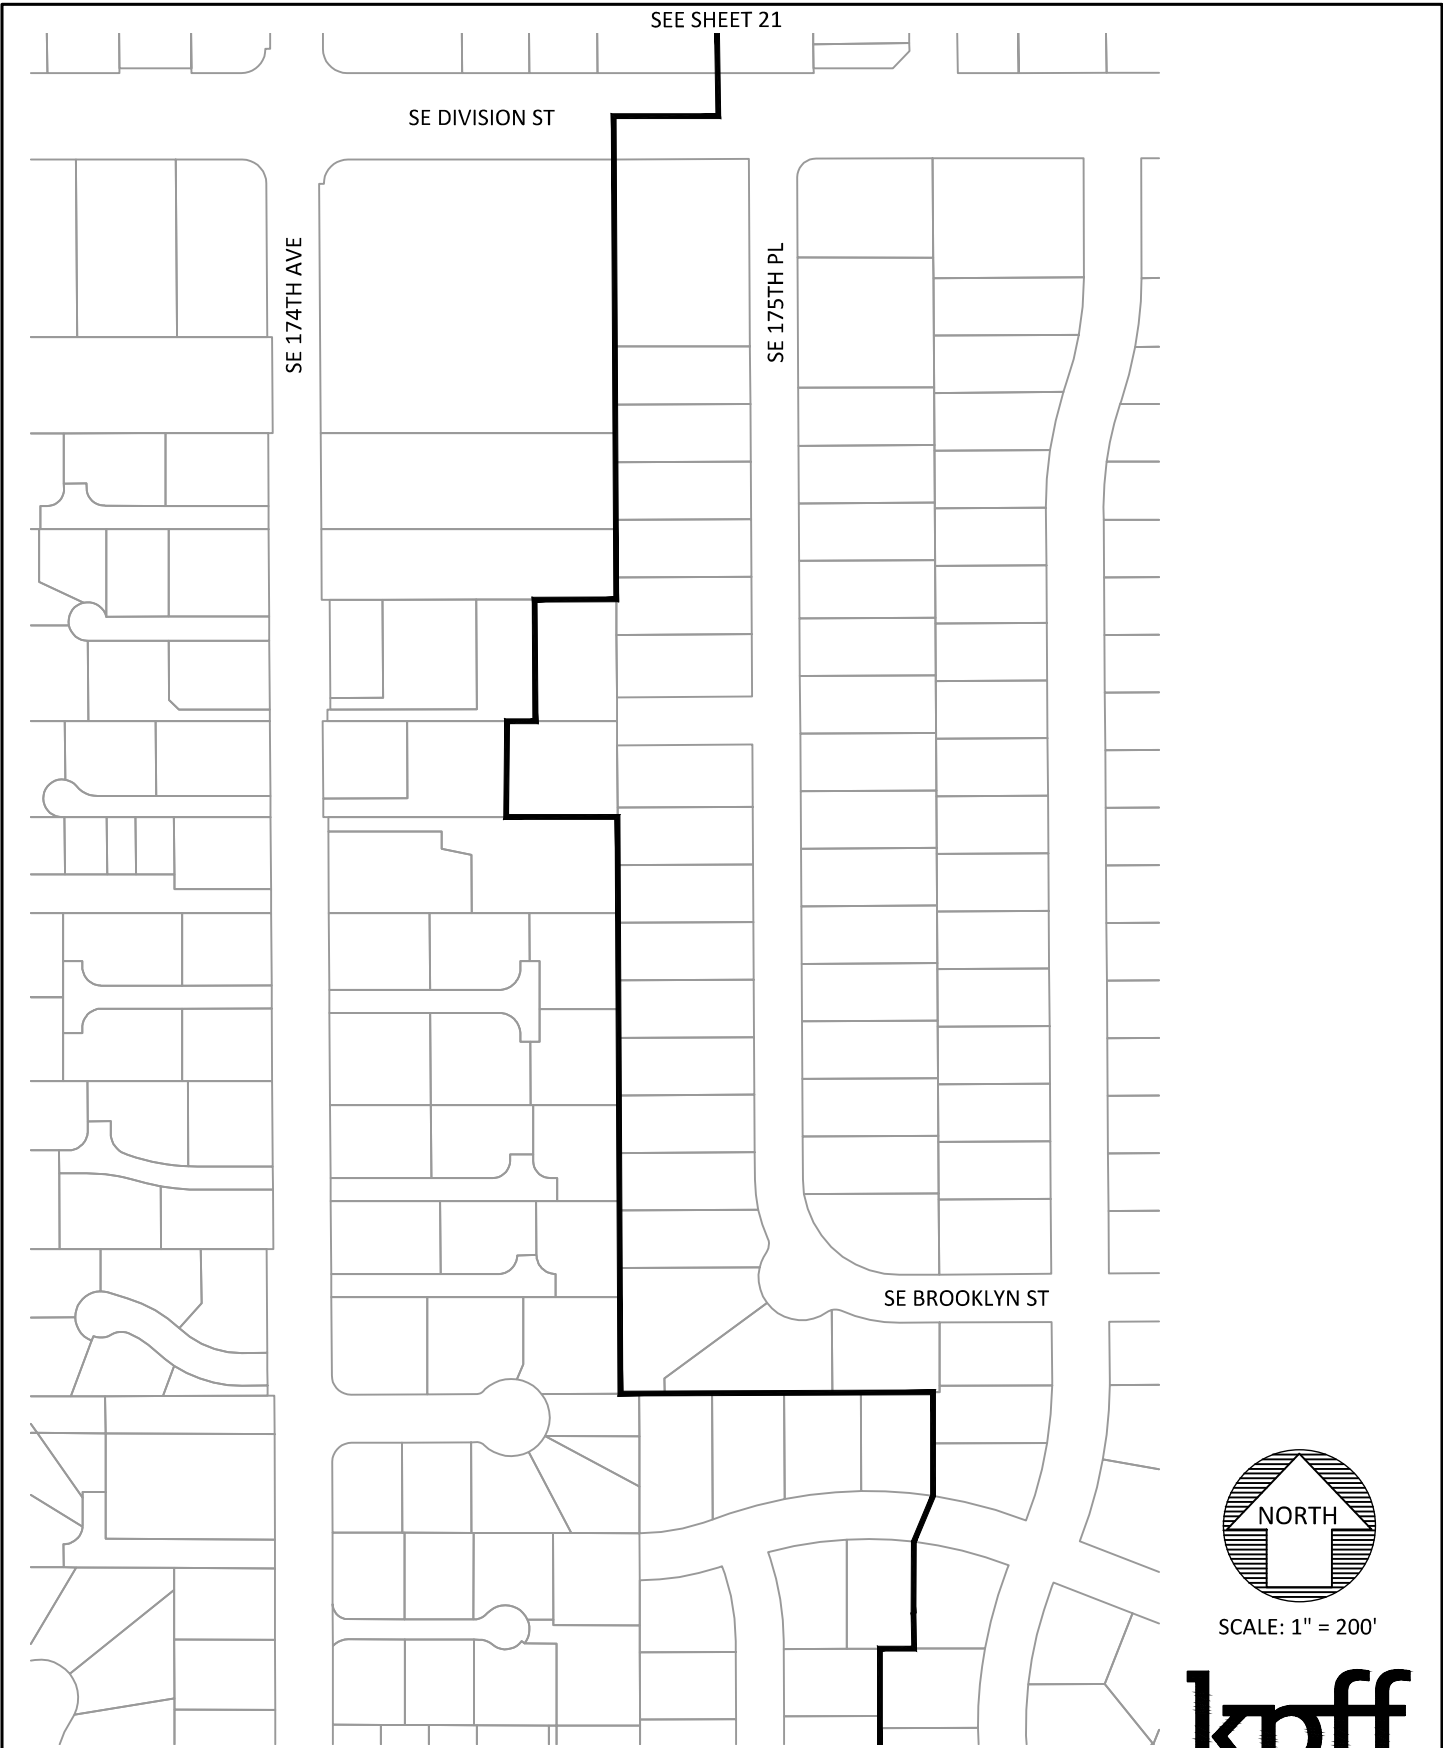 SEE SHEET 21
SE DIVISION ST
SE 174TH AVE
SE 175TH PL
SE BROOKLYN ST
NORTH
SCALE: 1" = 200'
kpff